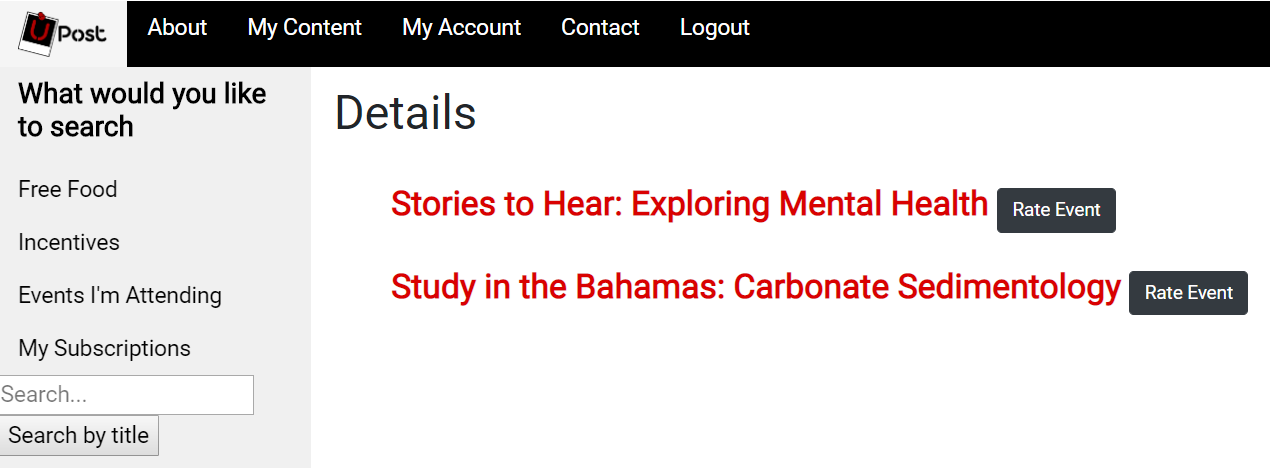 UPost About My Content My Account Contact Logout
What would you like
to search
Free Food
Incentives
Events I'm Attending
My Subscriptions
Search...
Search by title
Details
Stories to Hear: Exploring Mental Health Rate Event
Study in the Bahamas: Carbonate Sedimentology Rate Event